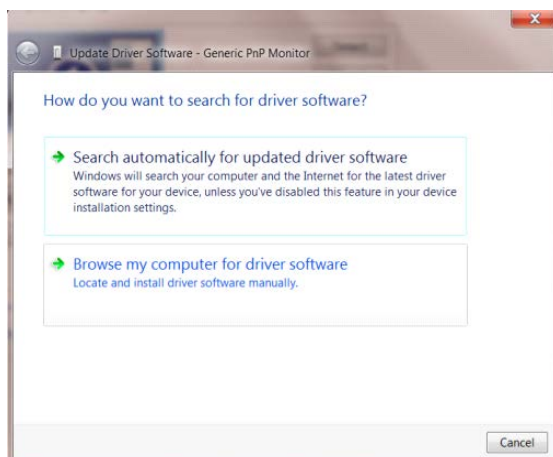 Update Driver Software - Generic PnP Monitor
How do you want to search for driver software?
Search automatically for updated driver software
Windows will search your computer and the Internet for the latest driver
software for your device, unless you've disabled this feature in your device
installation settings.
Browse my computer for driver software
Locate and install driver software manually.
Cancel